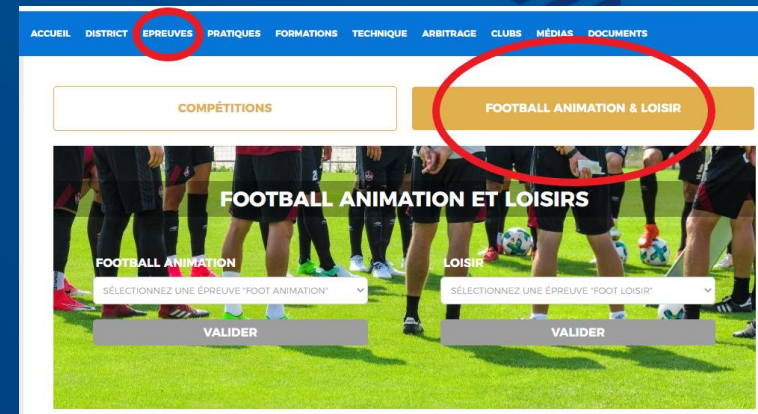 ACCUEIL DISTRICT EPREUVES PRATIQUES FORMATIONS TECHNIQUE ARBITRAGE CLUBS MÉDIAS DOCUMENTS
COMPÉTITIONS FOOTBALL ANIMATION & LOISIR
FOOTBALL ANIMATION ET LOISIRS
FOOTBALL ANIMATION LOISIR
SÉLECTIONNEZ UNE ÉPREUVE "FOOT ANIMATION" SÉLECTIONNEZ UNE ÉPREUVE "FOOT LOISIR"
VALIDER VALIDER